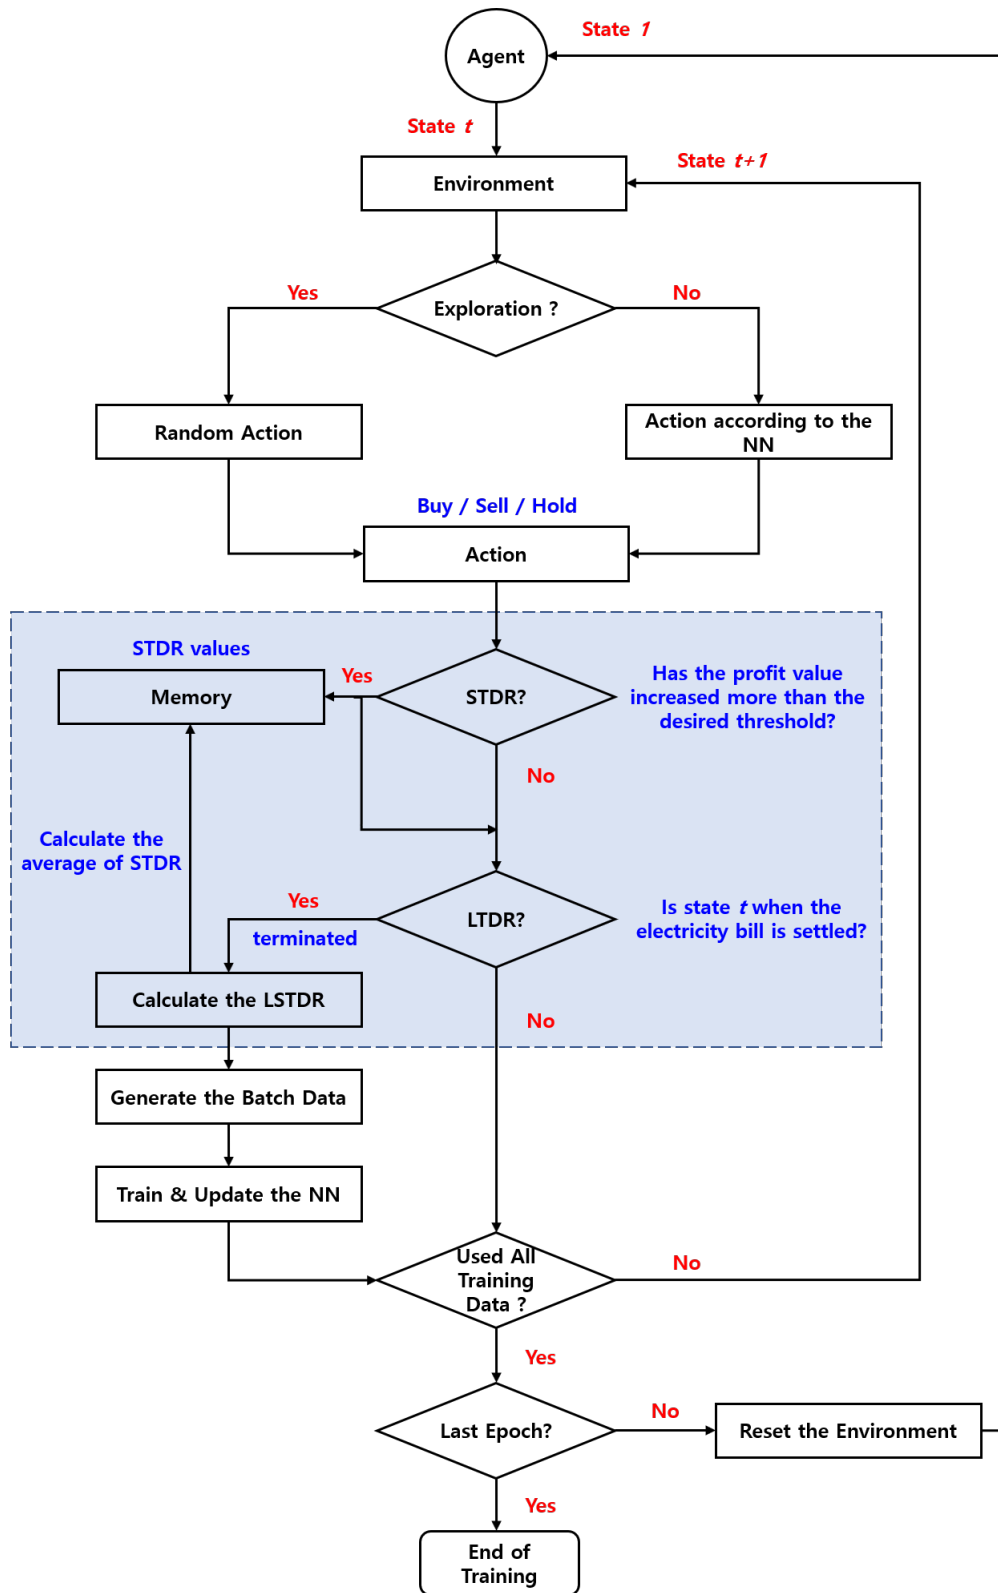 State 1
Agent
State t
State t+1
Environment
Yes
Exploration ?
No
Random Action
Action according to the
NN
Buy / Sell / Hold
Action
STDR values
Memory
Yes
STDR?
Has the profit value
increased more than the
desired threshold?
No
Calculate the
average of STDR
Yes
terminated
LTDR?
Is state t when the
electricity bill is settled?
Calculate the LSTDR
No
Generate the Batch Data
Train & Update the NN
Used All
Training
Data ?
No
Yes
Last Epoch?
No
Reset the Environment
Yes
End of
Training